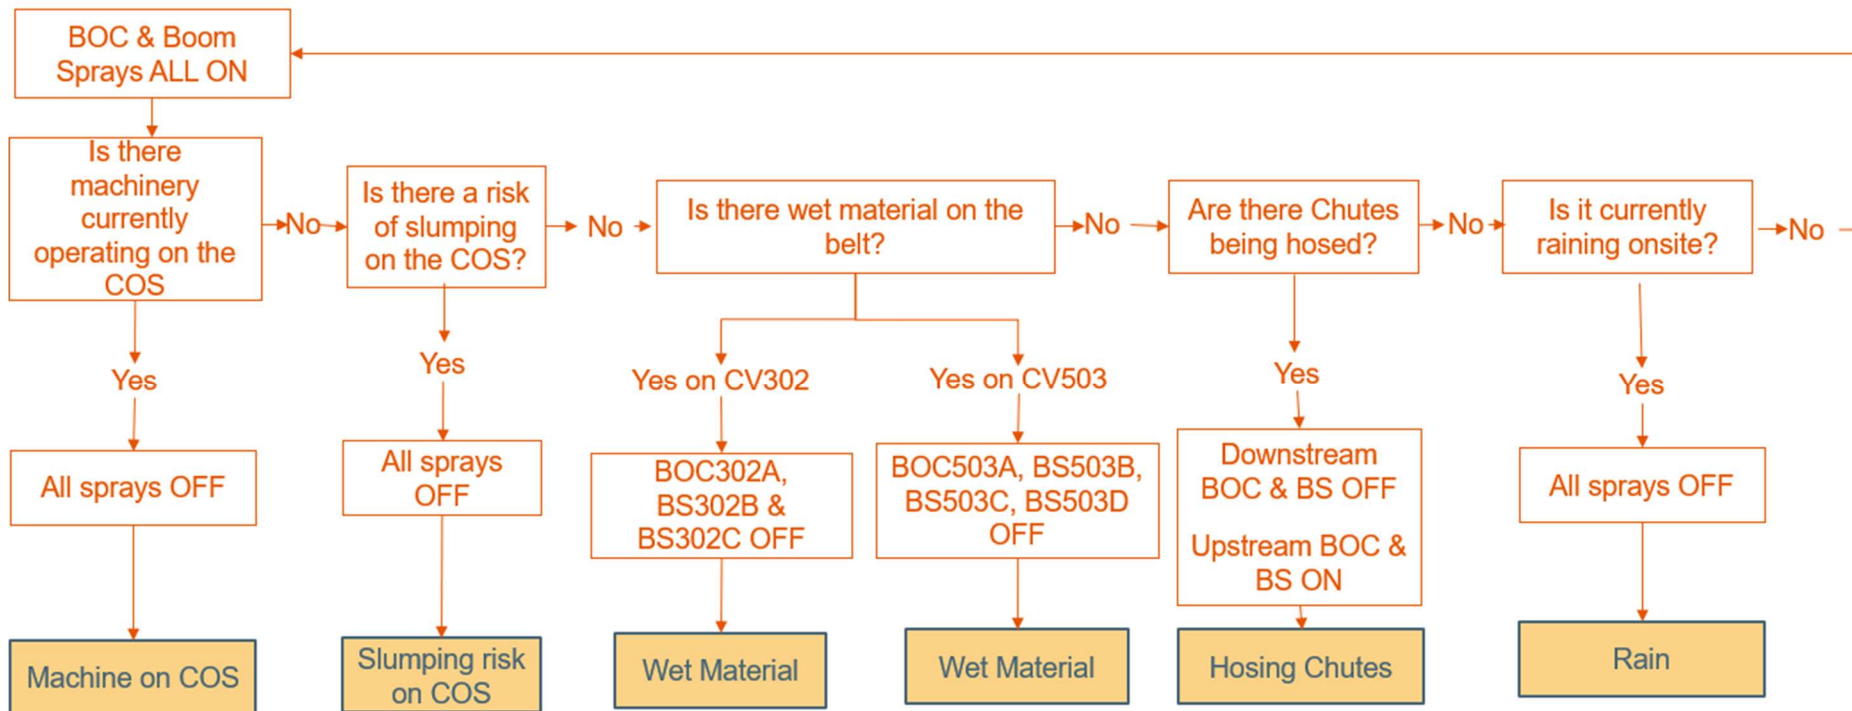 BOC & Boom
Sprays ALL ON
Is there
machinery
currently
operating on the
COS
No
Is there a risk
of slumping
on the COS?
No
Is there wet material on the
belt?
No
Are there Chutes
being hosed?
No
Is it currently
raining onsite?
No
Yes
Yes
Yes on CV302
Yes on CV503
Yes
Yes
All sprays OFF
All sprays
OFF
BOC302A,
BS302B &
BS302C OFF
BOC503A, BS503B,
BS503C, BS503D
OFF
Downstream
BOC & BS OFF
Upstream BOC &
BS ON
All sprays OFF
Machine on COS
Slumping risk
on COS
Wet Material
Wet Material
Hosing Chutes
Rain